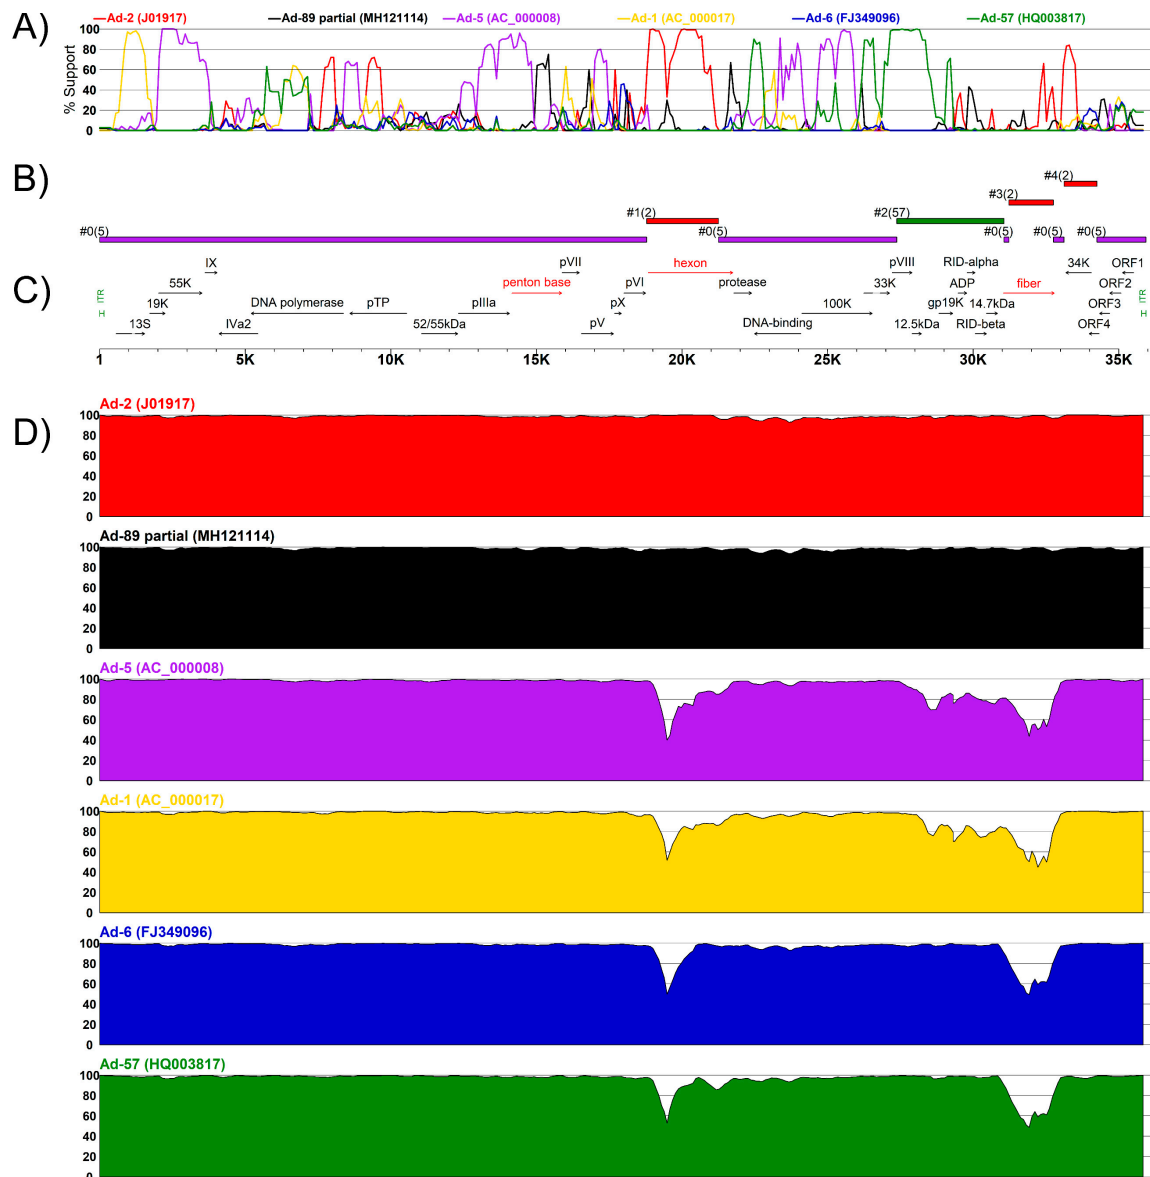 A)
Ad-2 (J01917) Ad-89 partial (MH121114) Ad-5 (AC_000008) Ad-1 (AC_000017) Ad-6 (FJ349096) Ad-57 (HQ003817)
% Support
100
80
60
40
20
0
B)
#4(2)
#3(2)
#1(2) #2(57)
#0(5) #0(5) #0(5) #0(5) #0(5)
C)
IX pVII hexon pVIII RID-alpha 34K ORF1
ITR 55K penton base pVI protease 33K ADP fiber ORF2 ITR
19K DNA polymerase pTP pIIIa pX 100K gp19K 14.7kDa ORF3
13S IVa2 52/55kDa pV DNA-binding 12.5kDa RID-beta ORF4
1 5K 10K 15K 20K 25K 30K 35K
D)
Ad-2 (J01917)
100
80
60
40
20
0
Ad-89 partial (MH121114)
100
80
60
40
20
0
Ad-5 (AC_000008)
100
80
60
40
20
0
Ad-1 (AC_000017)
100
80
60
40
20
0
Ad-6 (FJ349096)
100
80
60
40
20
0
Ad-57 (HQ003817)
100
80
60
40
20
0